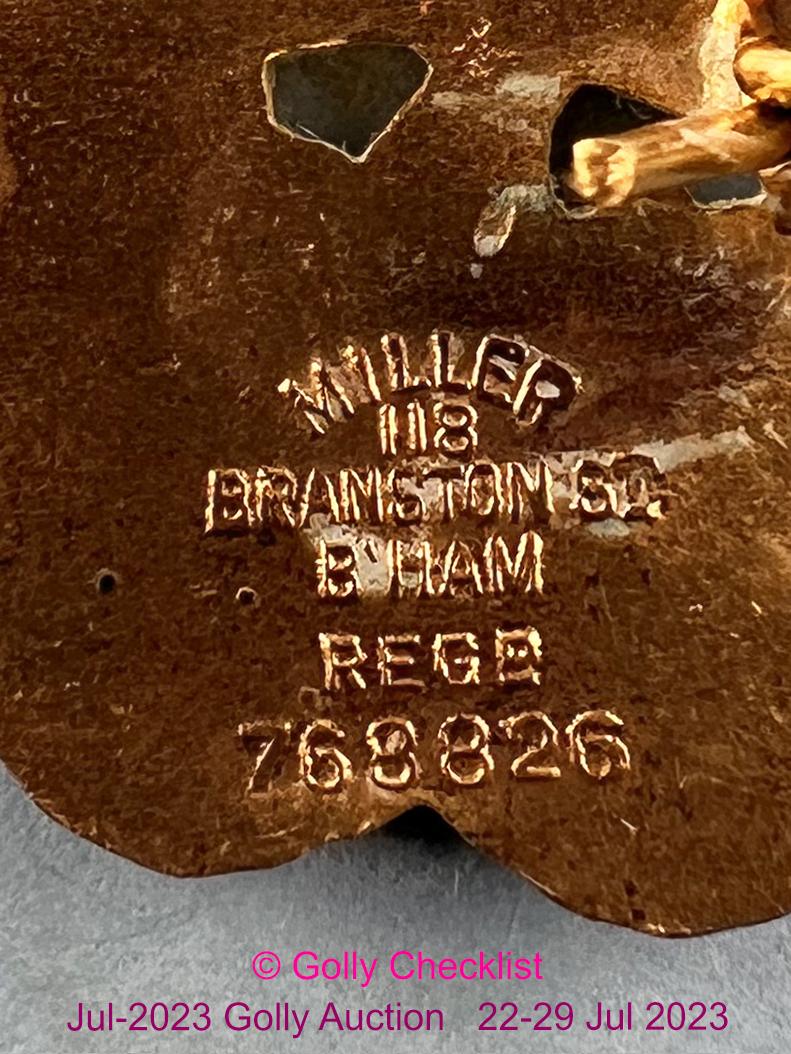 MILLER
118
BRANSTON ST.
B'HAM
REGD
768826
© Golly Checklist
Jul-2023 Golly Auction 22-29 Jul 2023